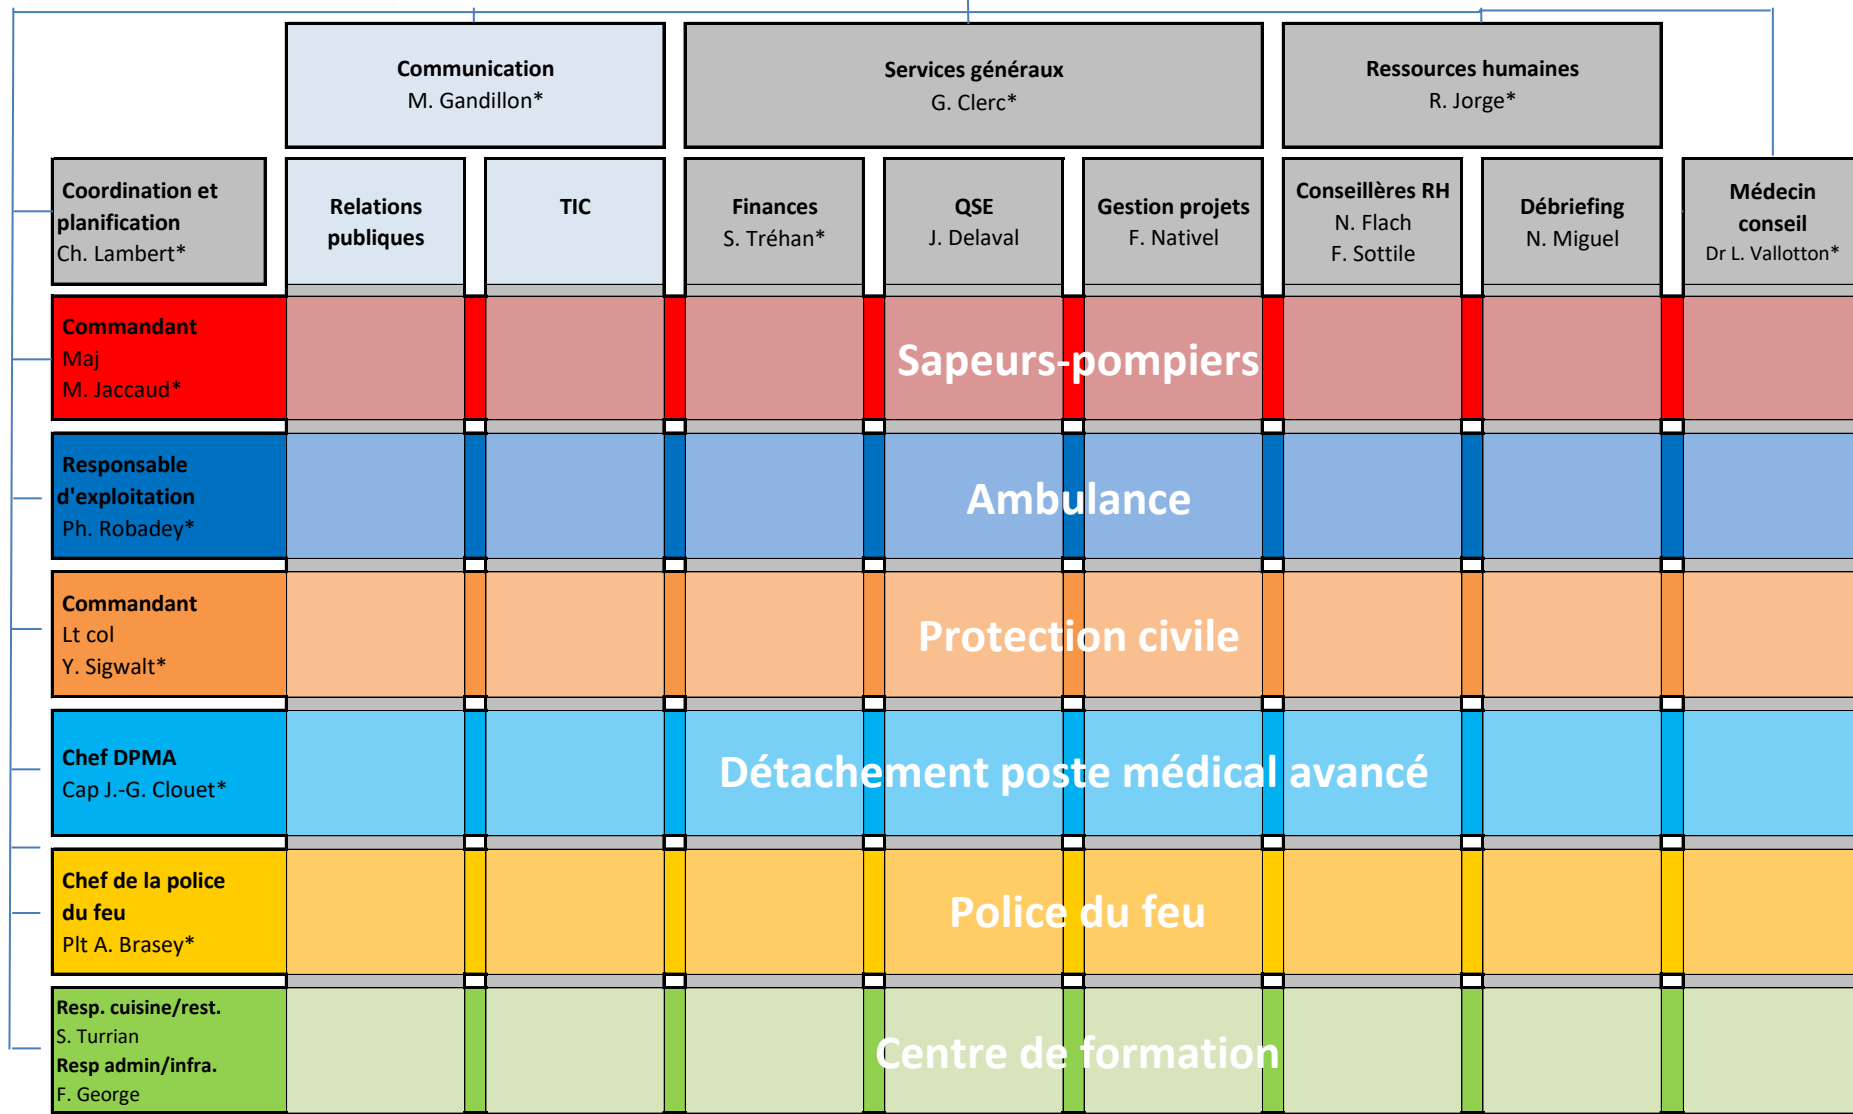 Communication
M. Gandillon*
Services généraux
G. Clerc*
Ressources humaines
R. Jorge*
Coordination et
planification
Ch. Lambert*
Relations
publiques
TIC
Finances
S. Tréhan*
QSE
J. Delaval
Gestion projets
F. Nativel
Conseillères RH
N. Flach
F. Sottile
Débriefing
N. Miguel
Médecin
conseil
Dr L. Vallotton*
Commandant
Maj
M. Jaccaud*
Sapeurs-pompiers
Responsable
d'exploitation
Ph. Robadey*
Ambulance
Commandant
Lt col
Y. Sigwalt*
Protection civile
Chef DPMA
Cap J.-G. Clouet*
Détachement poste médical avancé
Chef de la police
du feu
Plt A. Brasey*
Police du feu
Resp. cuisine/rest.
S. Turrian
Resp admin/infra.
F. George
Centre de formation